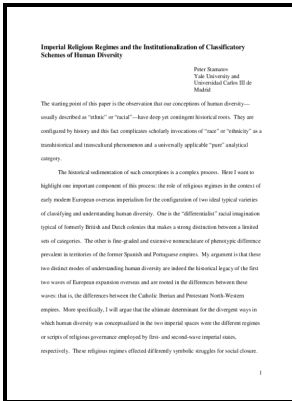 Imperial Religious Regimes and the Institutionalization of Classificatory
Schemes of Human Diversity
Peter Stamatov
Yale University and
Universidad Carlos III de
Madrid
The starting point of this paper is the observation that our conceptions of human diversity—
usually described as “ethnic” or “racial”—have deep yet contingent historical roots. They are
configured by history and this fact complicates scholarly invocations of “race” or “ethnicity” as a
transhistorical and transcultural phenomenon and a universally applicable “pure” analytical
category.
The historical sedimentation of such conceptions is a complex process. Here I want to
highlight one important component of this process: the role of religious regimes in the context of
early modern European overseas imperialism for the configuration of two ideal typical varieties
of classifying and understanding human diversity. One is the “differentialist” racial imagination
typical of formerly British and Dutch colonies that makes a strong distinction between a limited
sets of categories. The other is fine-graded and extensive nomenclature of phenotypic difference
prevalent in territories of the former Spanish and Portuguese empires. My argument is that these
two distinct modes of understanding human diversity are indeed the historical legacy of the first
two waves of European expansion overseas and are rooted in the differences between these
waves: that is, the differences between the Catholic Iberian and Protestant North-Western
empires. More specifically, I will argue that the ultimate determinant for the divergent ways in
which human diversity was conceptualized in the two imperial spaces were the different regimes
or scripts of religious governance employed by first- and second-wave imperial states,
respectively. These religious regimes effected differently symbolic struggles for social closure.
1